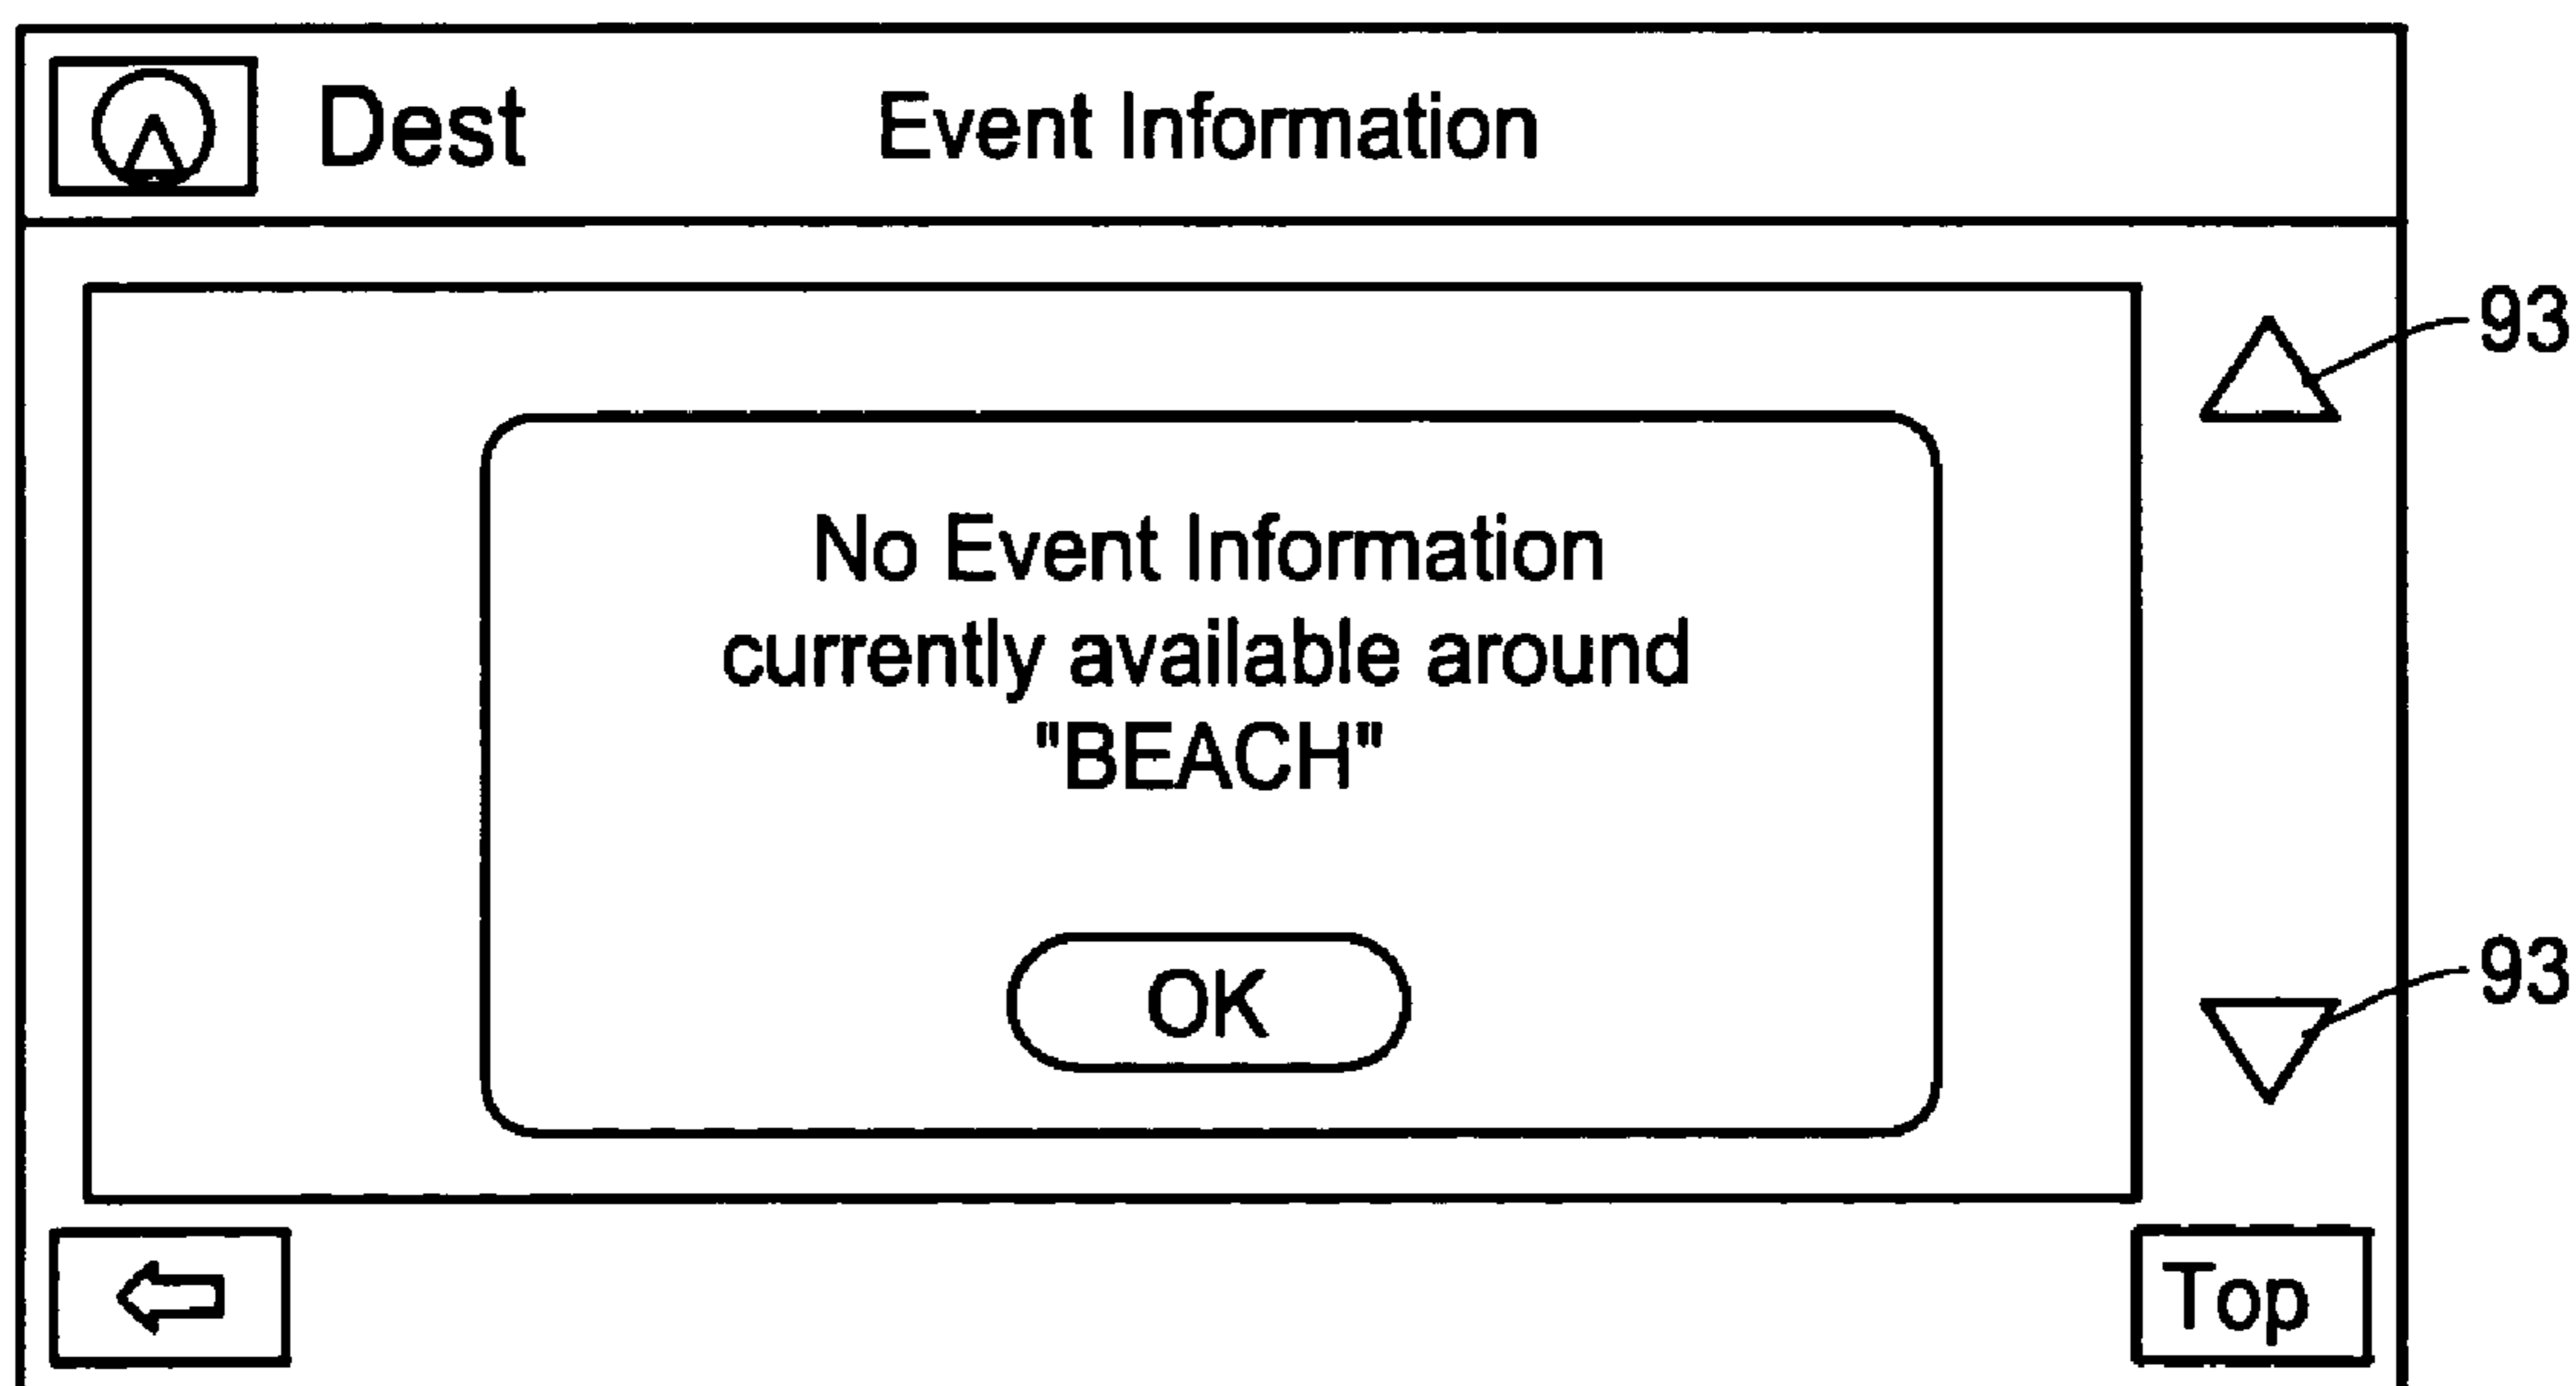 Dest
Event Information
93
No Event Information
currently available around
"BEACH"
OK
93
Top